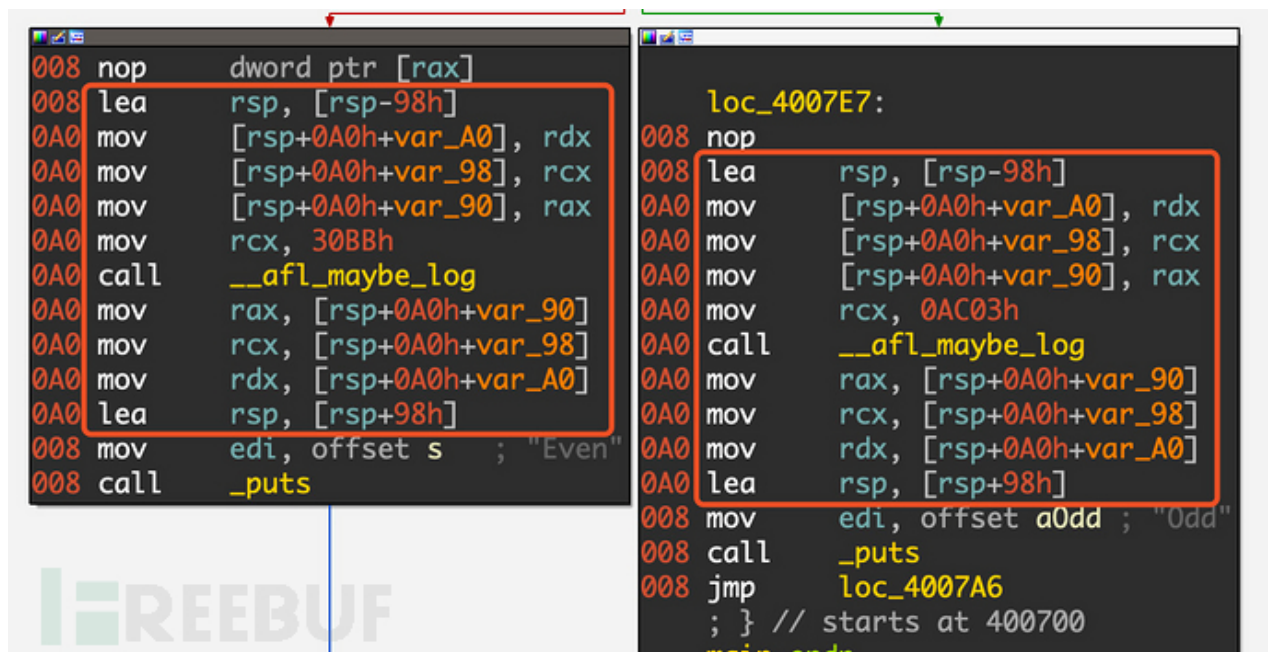 008 nop dword ptr [rax]
008 lea rsp, [rsp-98h]
0A0 mov [rsp+0A0h+var_A0], rdx
0A0 mov [rsp+0A0h+var_98], rcx
0A0 mov [rsp+0A0h+var_90], rax
0A0 mov rcx, 30BBh
0A0 call __afl_maybe_log
0A0 mov rax, [rsp+0A0h+var_90]
0A0 mov rcx, [rsp+0A0h+var_98]
0A0 mov rdx, [rsp+0A0h+var_A0]
0A0 lea rsp, [rsp+98h]
008 mov edi, offset s ; "Even"
008 call _puts
loc_4007E7:
008 nop
008 lea rsp, [rsp-98h]
0A0 mov [rsp+0A0h+var_A0], rdx
0A0 mov [rsp+0A0h+var_98], rcx
0A0 mov [rsp+0A0h+var_90], rax
0A0 mov rcx, 0AC03h
0A0 call __afl_maybe_log
0A0 mov rax, [rsp+0A0h+var_90]
0A0 mov rcx, [rsp+0A0h+var_98]
0A0 mov rdx, [rsp+0A0h+var_A0]
0A0 lea rsp, [rsp+98h]
008 mov edi, offset aOdd ; "Odd"
008 call _puts
008 jmp loc_4007A6
; } // starts at 400700
main endp
FREEBUF